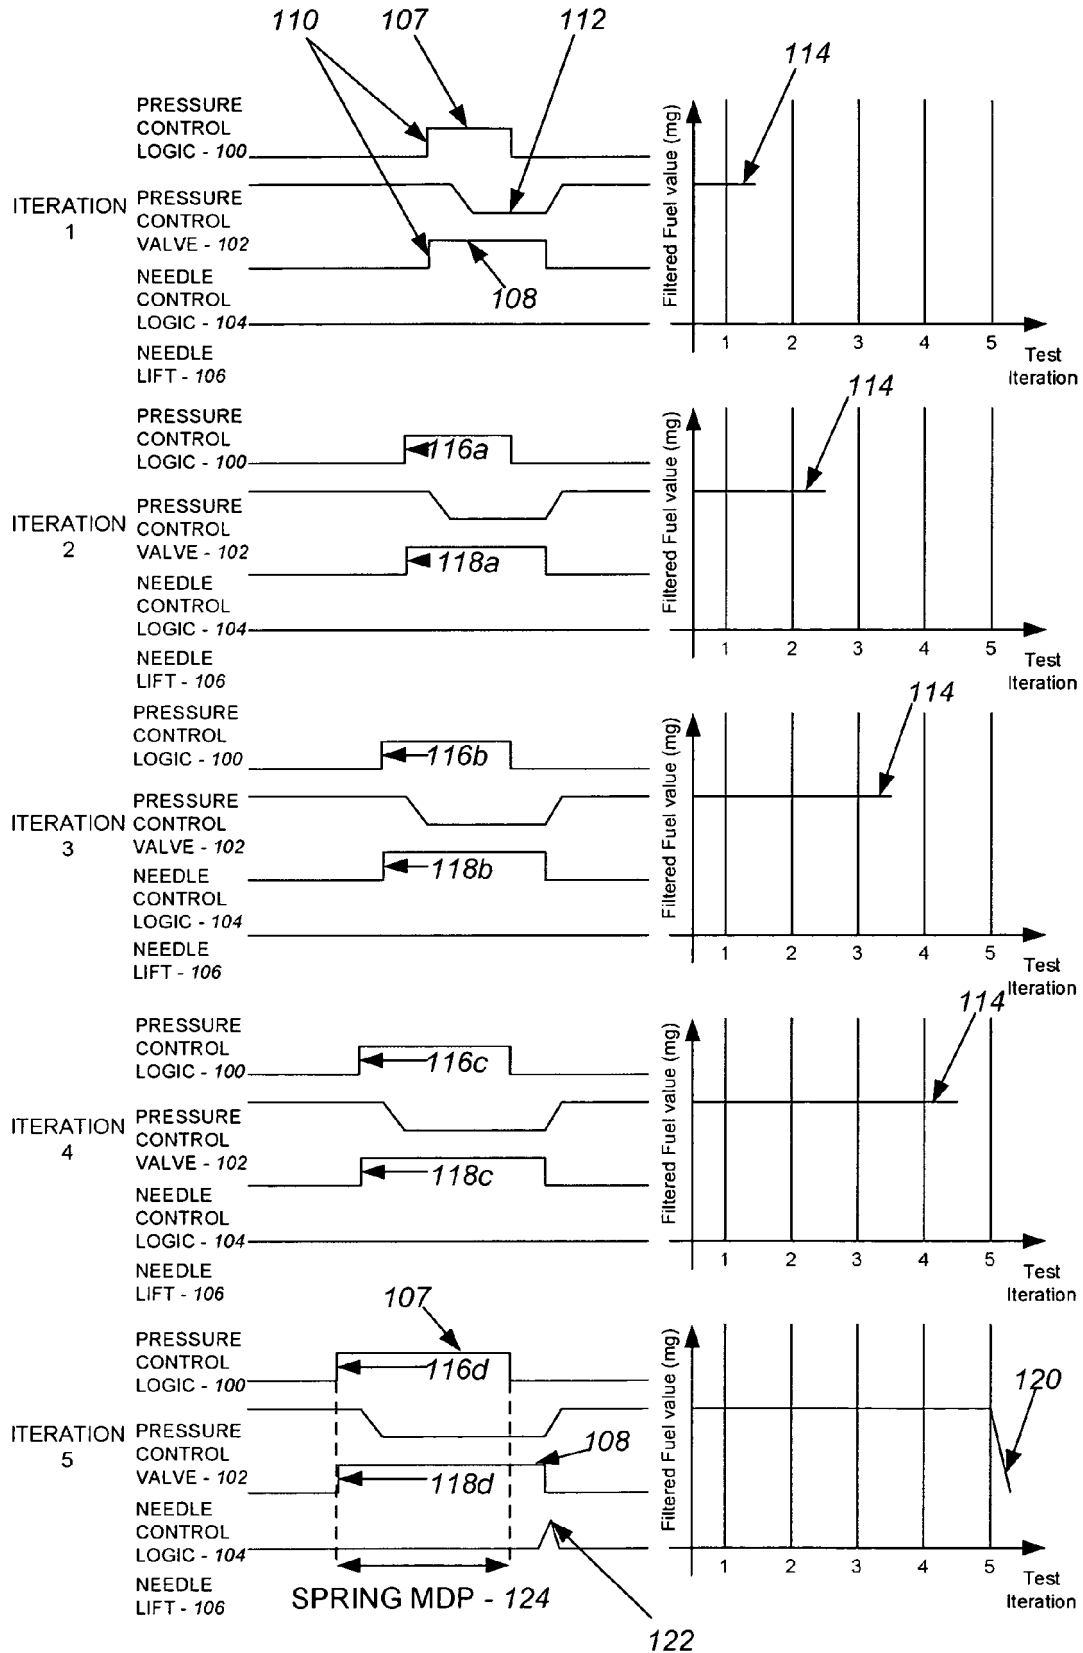 110
107
112
114
PRESSURE
CONTROL
LOGIC - 100
ITERATION
1
PRESSURE
CONTROL
VALVE - 102
NEEDLE
CONTROL
LOGIC - 104
NEEDLE
LIFT - 106
108
Filtered Fuel value (mg)
1 2 3 4 5
Test
Iteration
114
PRESSURE
CONTROL
LOGIC - 100
116a
ITERATION
2
PRESSURE
CONTROL
VALVE - 102
118a
NEEDLE
CONTROL
LOGIC - 104
NEEDLE
LIFT - 106
Filtered Fuel value (mg)
1 2 3 4 5
Test
Iteration
114
PRESSURE
CONTROL
LOGIC - 100
116b
ITERATION
3
PRESSURE
CONTROL
VALVE - 102
118b
NEEDLE
CONTROL
LOGIC - 104
NEEDLE
LIFT - 106
Filtered Fuel value (mg)
1 2 3 4 5
Test
Iteration
114
PRESSURE
CONTROL
LOGIC - 100
116c
ITERATION
4
PRESSURE
CONTROL
VALVE - 102
118c
NEEDLE
CONTROL
LOGIC - 104
NEEDLE
LIFT - 106
Filtered Fuel value (mg)
1 2 3 4 5
Test
Iteration
107
PRESSURE
CONTROL
LOGIC - 100
116d
ITERATION
5
PRESSURE
CONTROL
VALVE - 102
108
118d
NEEDLE
CONTROL
LOGIC - 104
NEEDLE
LIFT - 106
SPRING MDP - 124
122
Filtered Fuel value (mg)
120
1 2 3 4 5
Test
Iteration